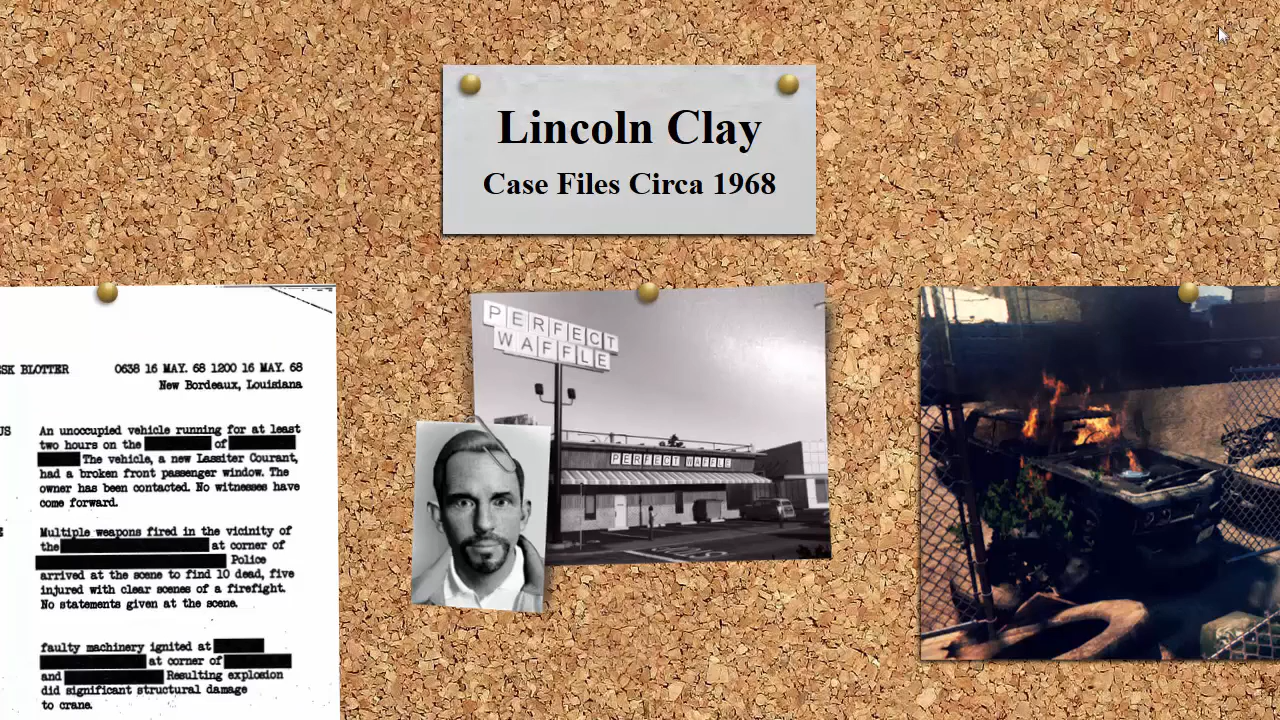 Lincoln Clay
Case Files Circa 1968
SK BLOTTER 0638 16 MAY. 68 1200 16 MAY. 68
New Bordeaux, Louisiana
US An unoccupied vehicle running for at least
two hours on the of
The vehicle, a new Lassiter Courant,
had a broken front passenger window. The
owner has been contacted. No witnesses have
come forward.
Multiple weapons fired in the vicinity of
the at corner of
Police
arrived at the scene to find 10 dead, five
injured with clear scenes of a firefight.
No statements given at the scene.
faulty machinery ignited at
at corner of
and Resulting explosion
did significant structural damage
to crane.
PERFECT
WAFFLE
PERFECT WAFFLE